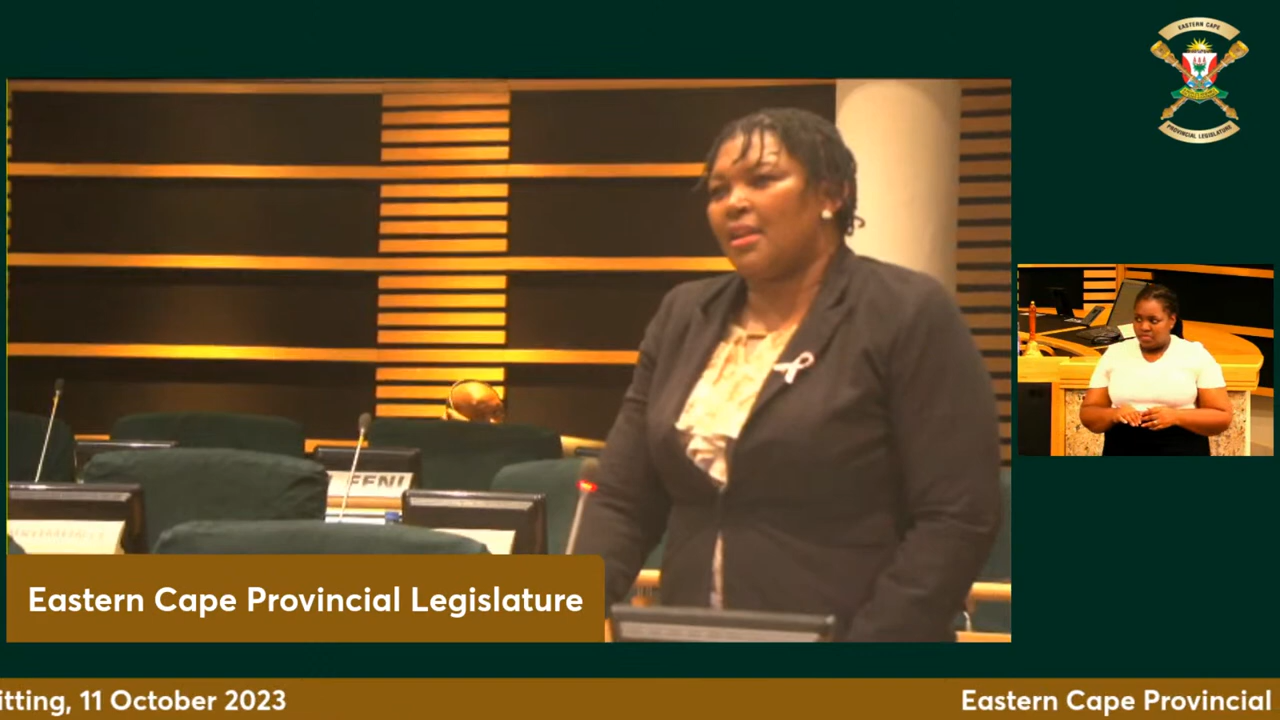 EASTERN CAPE
PROVINCIAL LEGISLATURE
Eastern Cape Provincial Legislature
itting, 11 October 2023
Eastern Cape Provincial